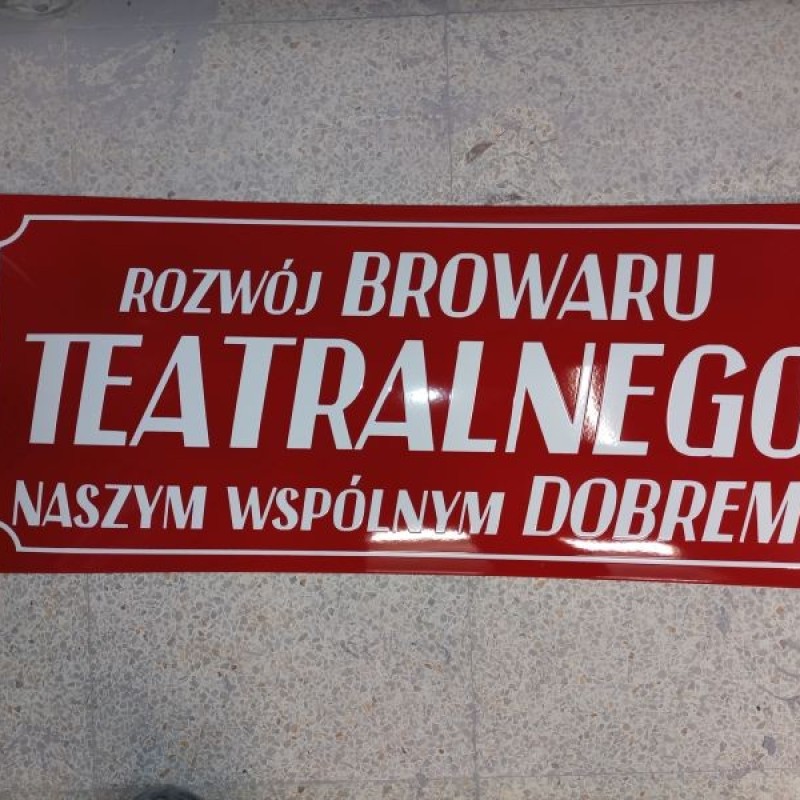 ROZWÓJ BROWARU
TEATRALNEGO
NASZYM WSPÓLNYM DOBREM